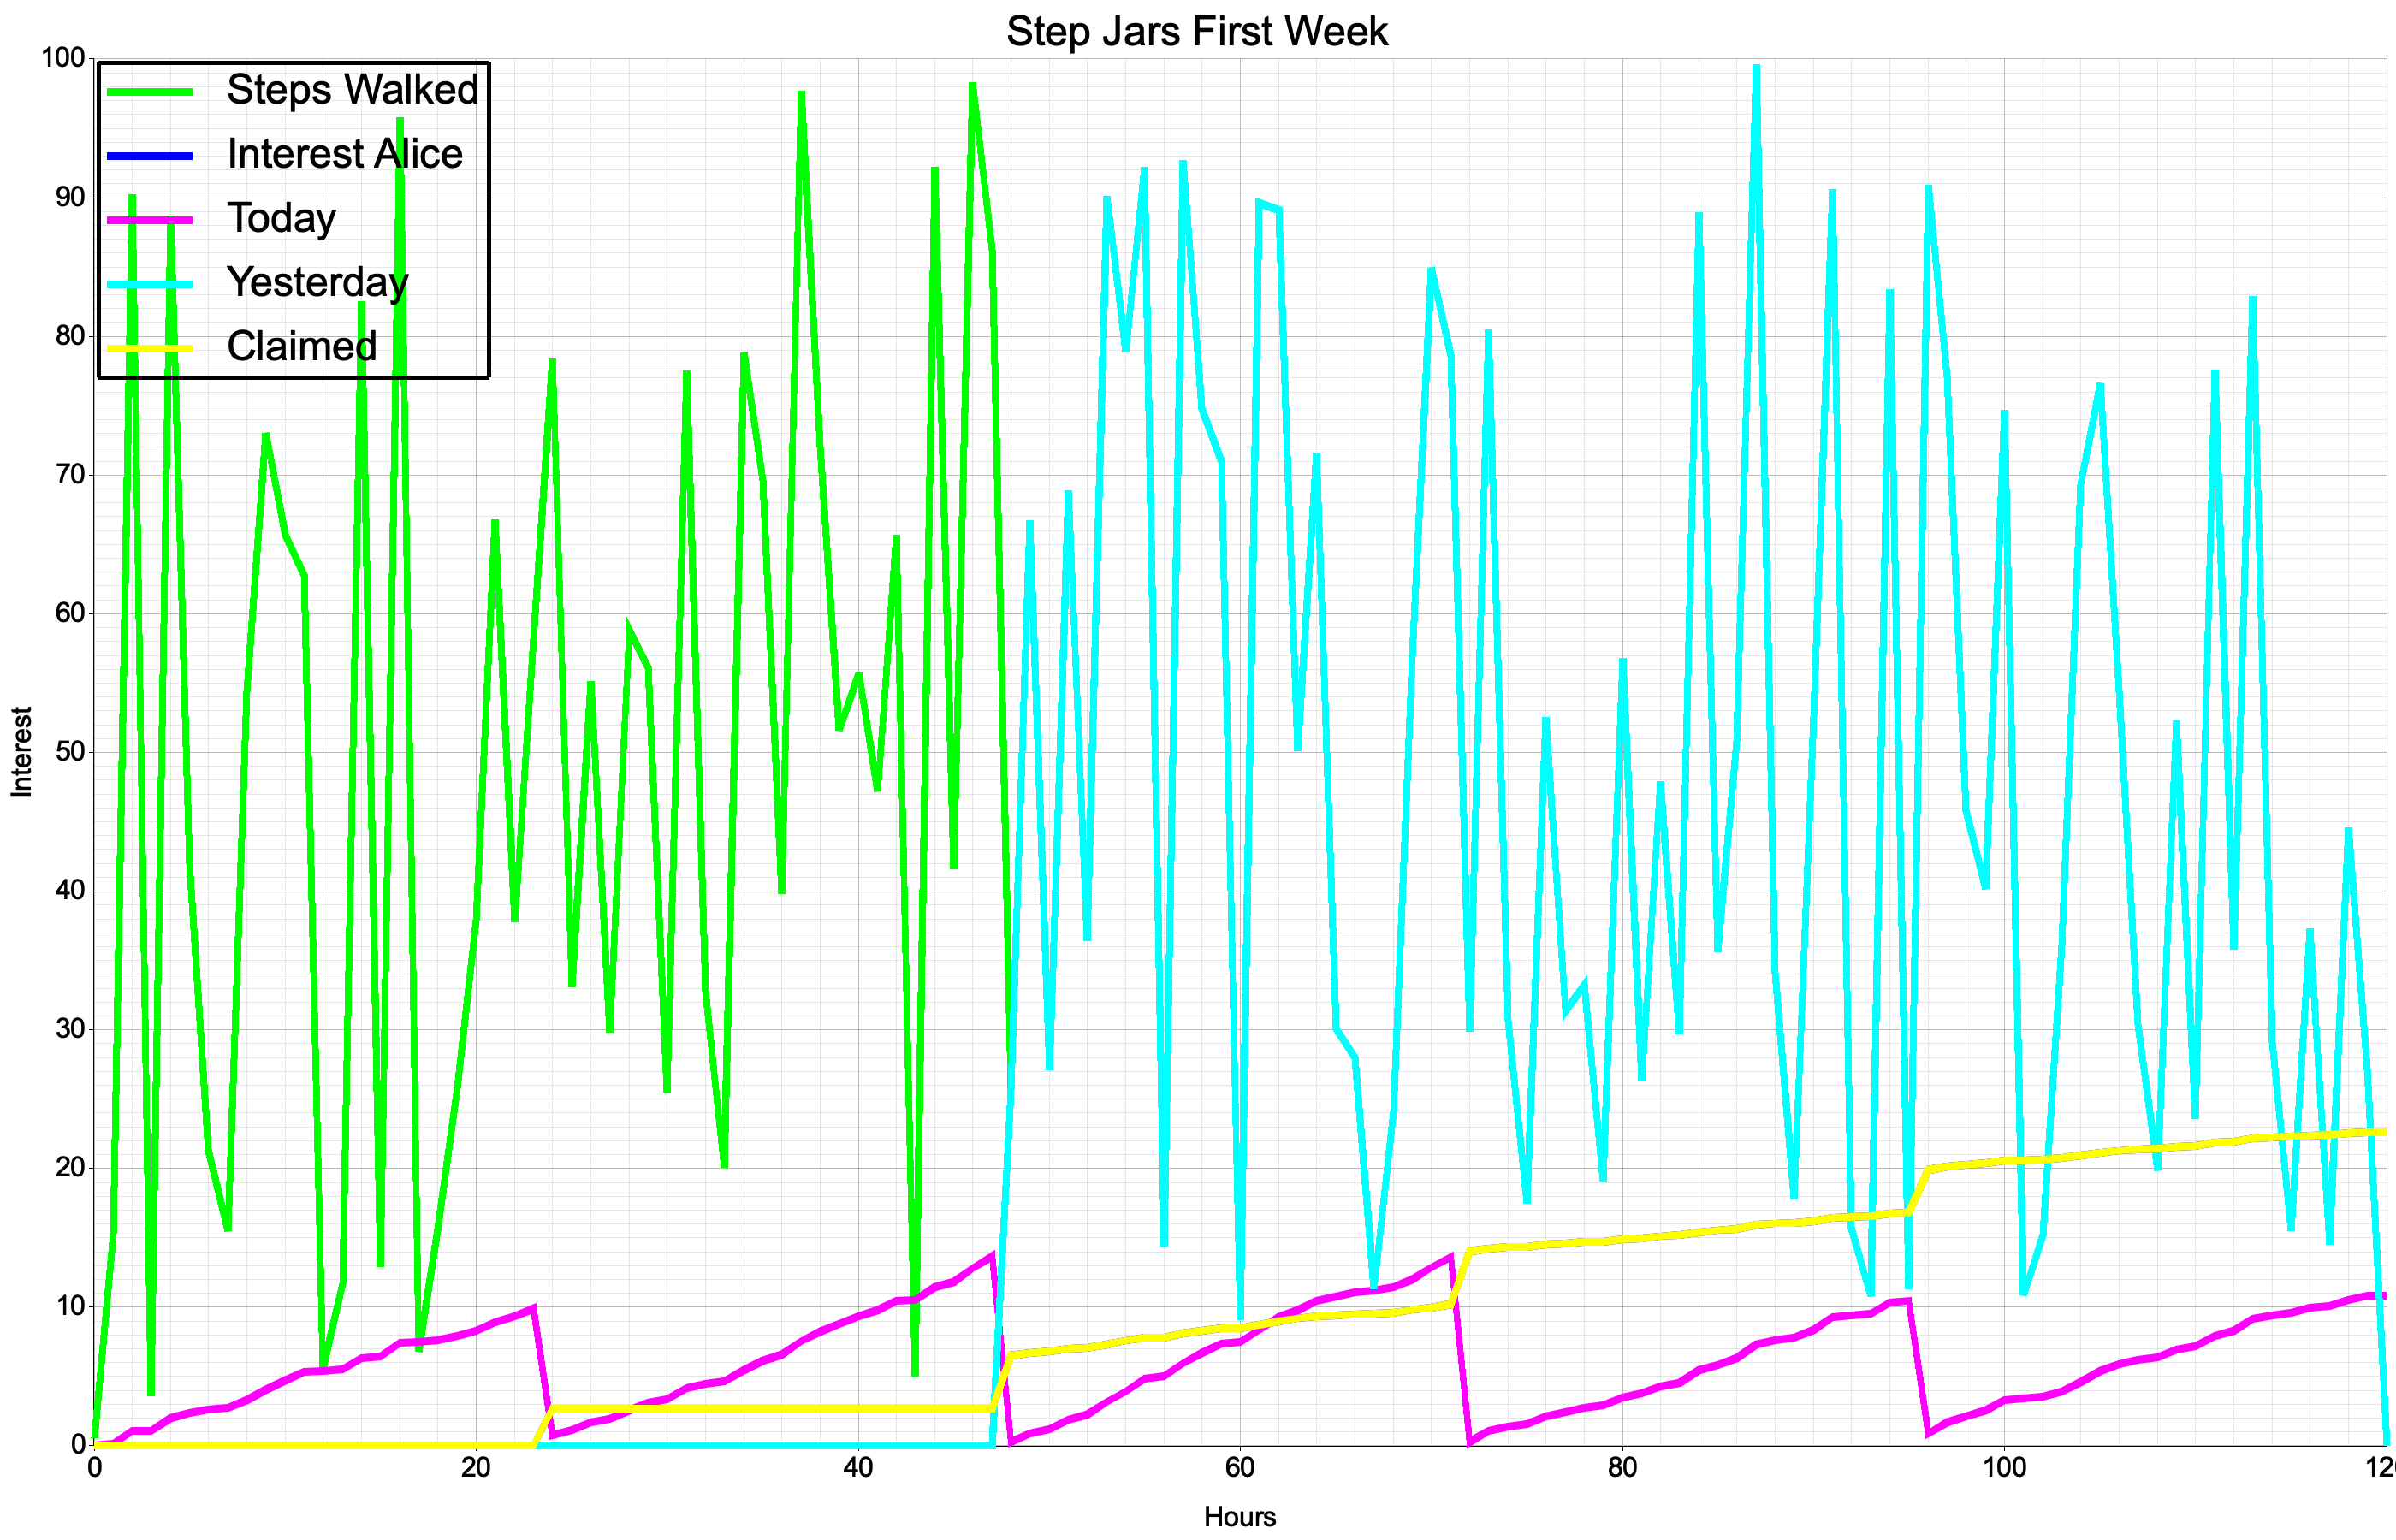 Step Jars First Week
100
90
80
70
60
50
40
30
20
10
0
Steps Walked
Interest Alice
Today
Yesterday
Claimed
Interest
0 20 40 60 80 100 12
Hours